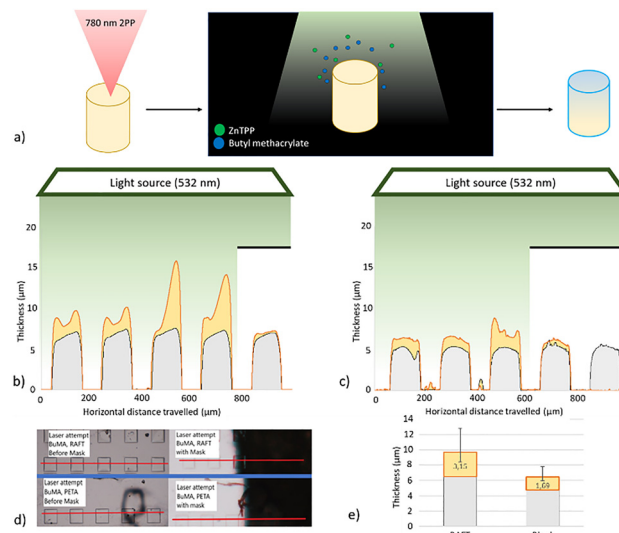 780 nm 2PP
ZnTPP
Butyl methacrylate
a)
Light source (532 nm)
Thickness (μm)
20
15
10
5
0
0
200
400
600
800
Horizontal distance travelled (μm)
b)
Light source (532 nm)
Thickness (μm)
20
15
10
5
0
0
200
400
600
800
Horizontal distance travelled (μm)
c)
Laser attempt
BuMA, RAFT
Before Mask
Laser attempt
BuMA, RAFT
with Mask
Laser attempt
BuMA, PETA
Before Mask
Laser attempt
BuMA, PETA
with mask
d)
Thickness (μm)
14
12
10
8
6
4
2
0
3,15
1,69
e)